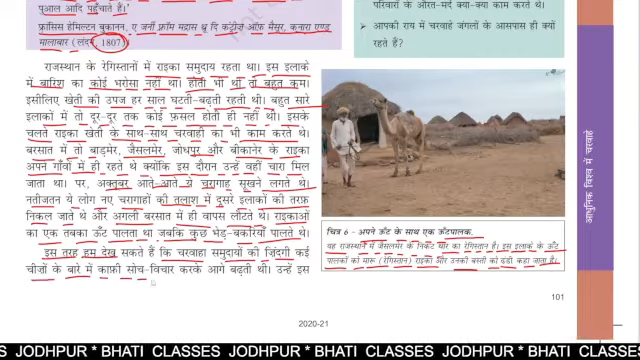 पुआल आदि पहुँचाते हैं।'
फ़्रांसिस हेमिल्टन बुकानन, ए जर्नी फ़्रॉम मद्रास थ्रू दि कंट्रीज़ ऑफ़ मैसूर, कनारा एण्ड
मालाबार (लंदन, 1807)
राजस्थान के रेगिस्तानों में राइका समुदाय रहता था। इस इलाके
में बारिश का कोई भरोसा नहीं था। होती भी थी तो बहुत कम।
इसीलिए खेती की उपज हर साल घटती-बढ़ती रहती थी। बहुत सारे
इलाकों में तो दूर-दूर तक कोई फ़सल होती ही नहीं थी। इसके
चलते राइका खेती के साथ-साथ चरवाही का भी काम करते थे।
बरसात में तो बाड़मेर, जैसलमेर, जोधपुर और बीकानेर के राइका
अपने गाँवों में ही रहते थे क्योंकि इस दौरान उन्हें वहीं चारा मिल
जाता था। पर, अक्तूबर आते-आते ये चरागाह सूखने लगते थे।
नतीजतन ये लोग नए चरागाहों की तलाश में दूसरे इलाकों की तरफ़
निकल जाते थे और अगली बरसात में ही वापस लौटते थे। राइकाओं
का एक तबका ऊँट पालता था जबकि कुछ भेड़-बकरियाँ पालते थे।
इस तरह हम देख सकते हैं कि चरवाहा समुदायों की ज़िंदगी कई
चीज़ों के बारे में काफ़ी सोच-विचार करके आगे बढ़ती थी। उन्हें इस
परिवारों के औरत-मर्द क्या-क्या काम करते थे।
आपकी राय में चरवाहे जंगलों के आसपास ही क्यों
रहते हैं?
चित्र 6 - अपने ऊँट के साथ एक ऊँटपालक.
यह राजस्थान में जैसलमेर के निकट थार का रेगिस्तान है। इस इलाके के ऊँट
पालकों को मारू (रेगिस्तान) राइका और उनकी बस्ती को ढंडी कहा जाता है।
आधुनिक विश्व में चरवाहे
101
2020-21
CLASSES JODHPUR * BHATI CLASSES JODHPUR * BHATI CLASSES JODHPUR * BHATI